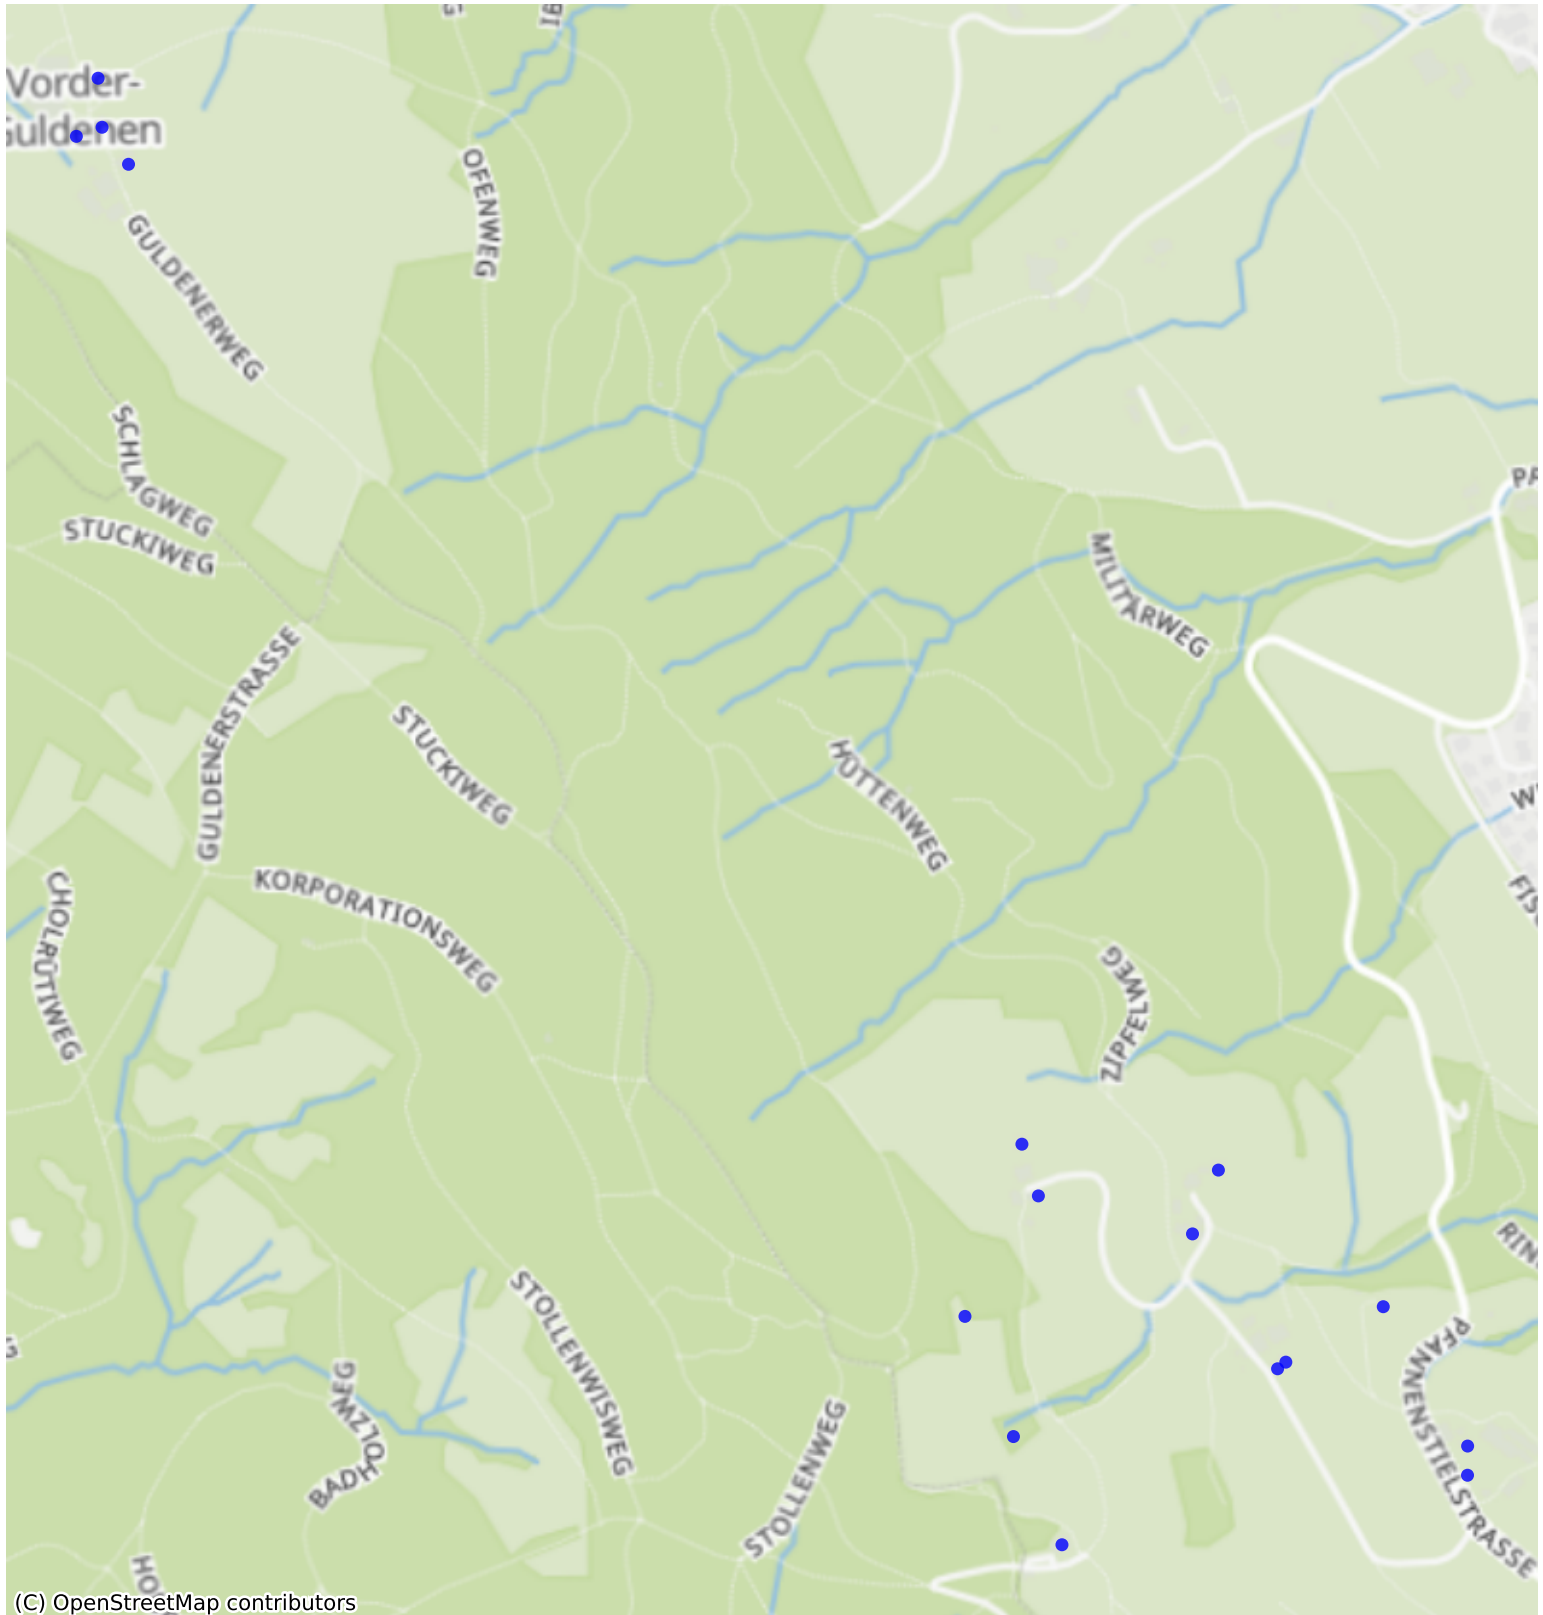 Vorder-
Guldenen
OFENWEG
GULDENERWEG
SCHLAGWEG
STUCKIWEG
MILITÄRWEG
GULDENERSTRASSE
STUCKIWEG
HÜTTENWEG
KORPORATIONSWEG
CHOLRÜTIWEG
ZIPFELWEG
STOLLENWISWEG
BADHOLZWEG
STOLLENWEG
PFANNENSTIELSTRASSE
(C) OpenStreetMap contributors